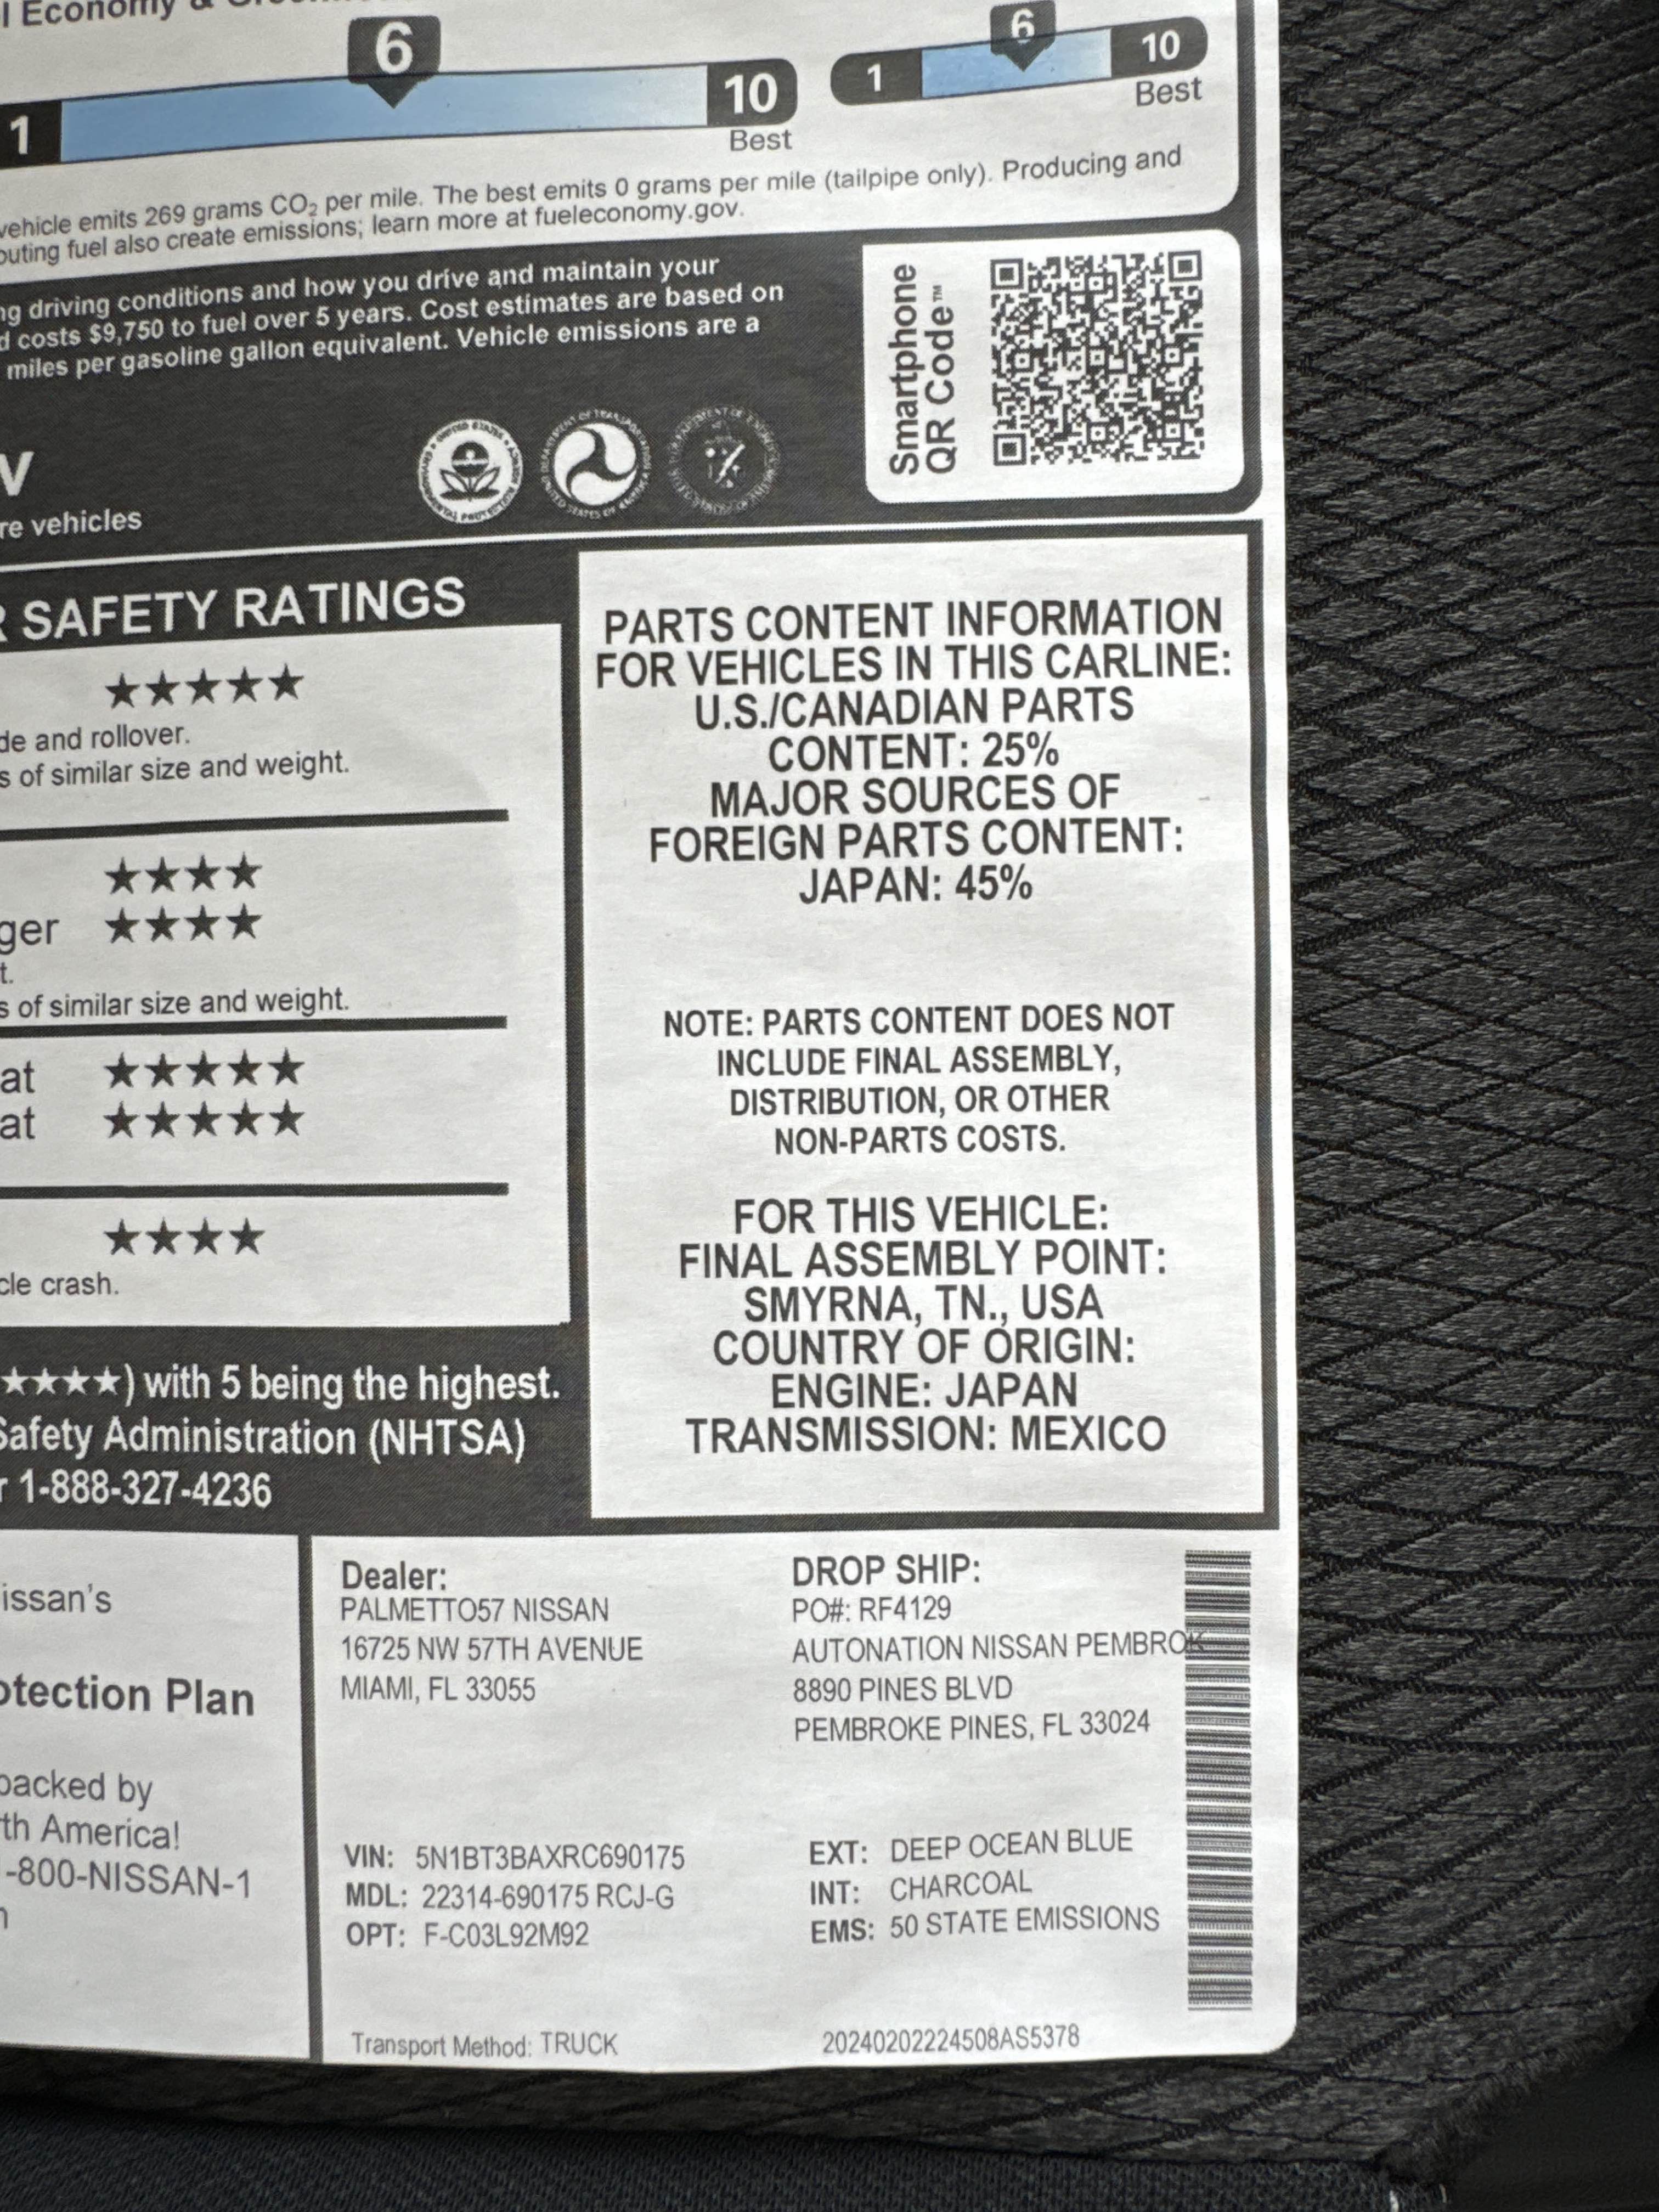 l Economy &
6
1
10
Best
6
1
10
Best
vehicle emits 269 grams CO₂ per mile. The best emits 0 grams per mile (tailpipe only). Producing and
buting fuel also create emissions; learn more at fueleconomy.gov.
ng driving conditions and how you drive and maintain your
d costs $9,750 to fuel over 5 years. Cost estimates are based on
miles per gasoline gallon equivalent. Vehicle emissions are a
Smartphone
QR Code™
v
re vehicles
R SAFETY RATINGS
★★★★★
de and rollover.
s of similar size and weight.
★★★★
ger ★★★★
t.
s of similar size and weight.
at ★★★★★
at ★★★★★
★★★★
cle crash.
★★★★) with 5 being the highest.
Safety Administration (NHTSA)
r 1-888-327-4236
PARTS CONTENT INFORMATION
FOR VEHICLES IN THIS CARLINE:
U.S./CANADIAN PARTS
CONTENT: 25%
MAJOR SOURCES OF
FOREIGN PARTS CONTENT:
JAPAN: 45%
NOTE: PARTS CONTENT DOES NOT
INCLUDE FINAL ASSEMBLY,
DISTRIBUTION, OR OTHER
NON-PARTS COSTS.
FOR THIS VEHICLE:
FINAL ASSEMBLY POINT:
SMYRNA, TN., USA
COUNTRY OF ORIGIN:
ENGINE: JAPAN
TRANSMISSION: MEXICO
issan's
otection Plan
backed by
th America!
-800-NISSAN-1
Dealer:
PALMETTO57 NISSAN
16725 NW 57TH AVENUE
MIAMI, FL 33055
DROP SHIP:
PO#: RF4129
AUTONATION NISSAN PEMBROK
8890 PINES BLVD
PEMBROKE PINES, FL 33024
VIN: 5N1BT3BAXRC690175
MDL: 22314-690175 RCJ-G
OPT: F-C03L92M92
EXT: DEEP OCEAN BLUE
INT: CHARCOAL
EMS: 50 STATE EMISSIONS
Transport Method: TRUCK
20240202224508AS5378